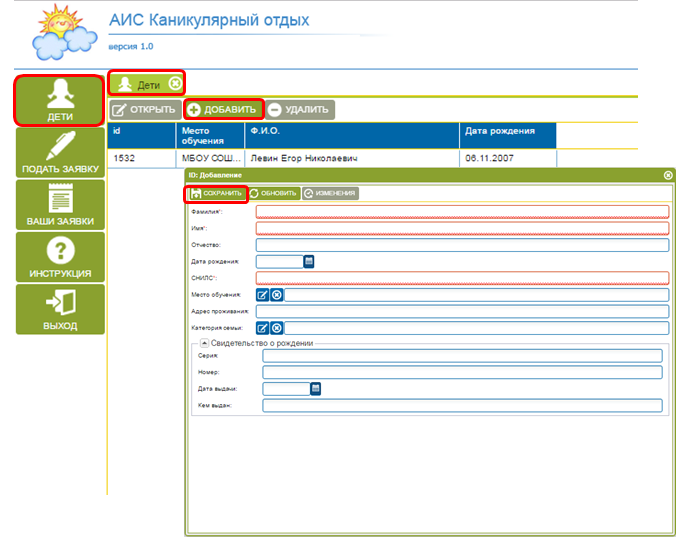 АИС Каникулярный отдых
версия 1.0
ДЕТИ
ПОДАТЬ ЗАЯВКУ
ВАШИ ЗАЯВКИ
ИНСТРУКЦИЯ
ВЫХОД
Дети
ОТКРЫТЬ ДОБАВИТЬ УДАЛИТЬ
id Место обучения Ф.И.О. Дата рождения
1532 МБОУ СОШ... Левин Егор Николаевич 06.11.2007
ID: Добавление
СОХРАНИТЬ ОБНОВИТЬ ИЗМЕНЕНИЯ
Фамилия*:
Имя*:
Отчество:
Дата рождения:
СНИЛС*:
Место обучения:
Адрес проживания:
Категория семьи:
Свидетельство о рождении
Серия:
Номер:
Дата выдачи:
Кем выдан: